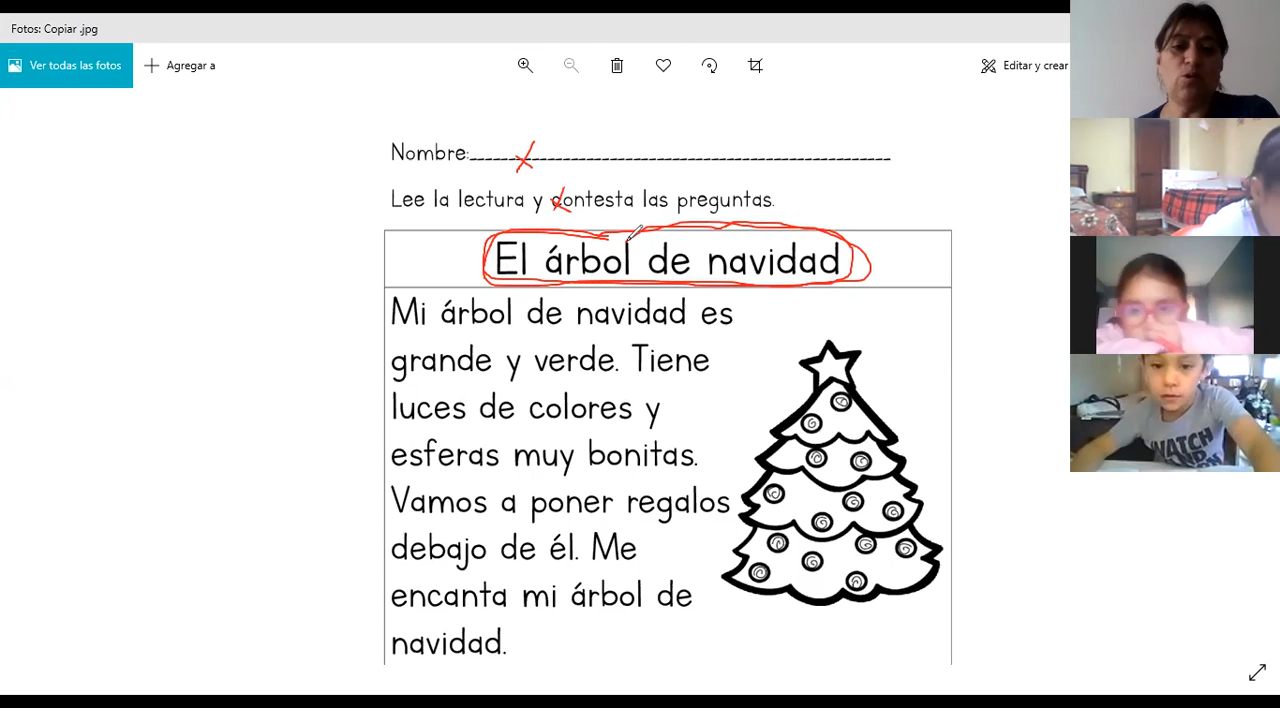 Fotos: Copiar .jpg
Ver todas las fotos
Agregar a
Editar y crear
Nombre:
Lee la lectura y contesta las preguntas.
El árbol de navidad
Mi árbol de navidad es
grande y verde. Tiene
luces de colores y
esferas muy bonitas.
Vamos a poner regalos
debajo de él. Me
encanta mi árbol de
navidad.
WATCH
AND